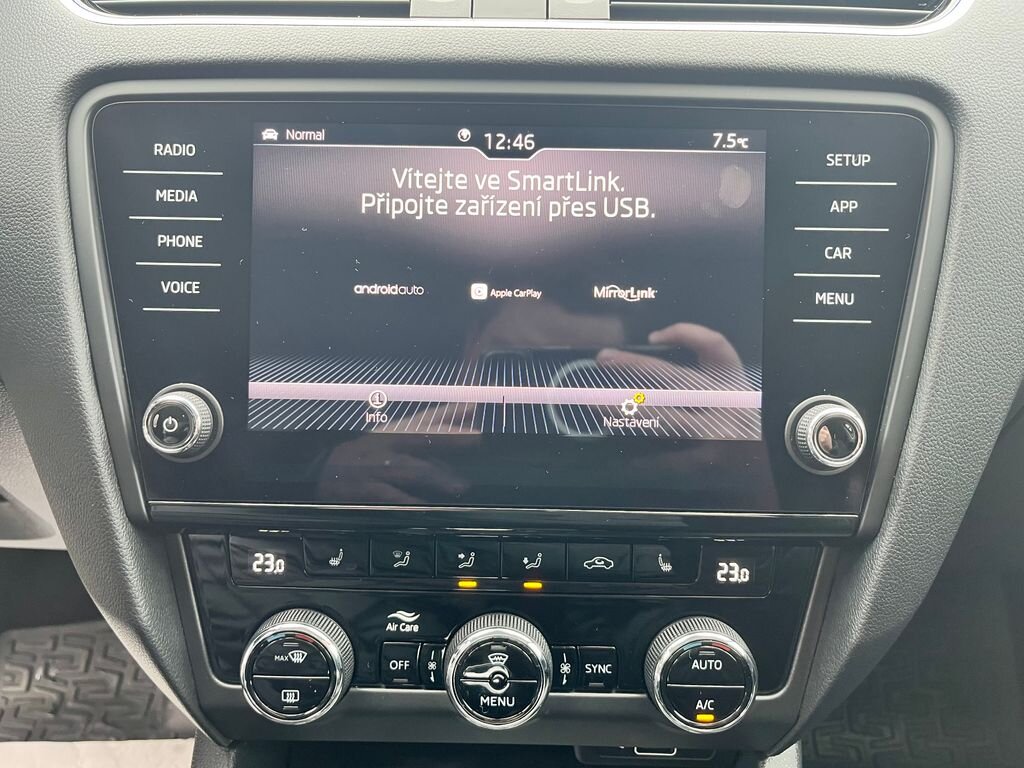 Normal
12:46
7.5°C
RADIO
MEDIA
PHONE
VOICE
Vítejte ve SmartLink.
Připojte zařízení přes USB.
androidauto
Apple CarPlay
MirrorLink
Info
Nastavení
SETUP
APP
CAR
MENU
23.0
23.0
Air Care
MAX
OFF
MENU
SYNC
AUTO
A/C